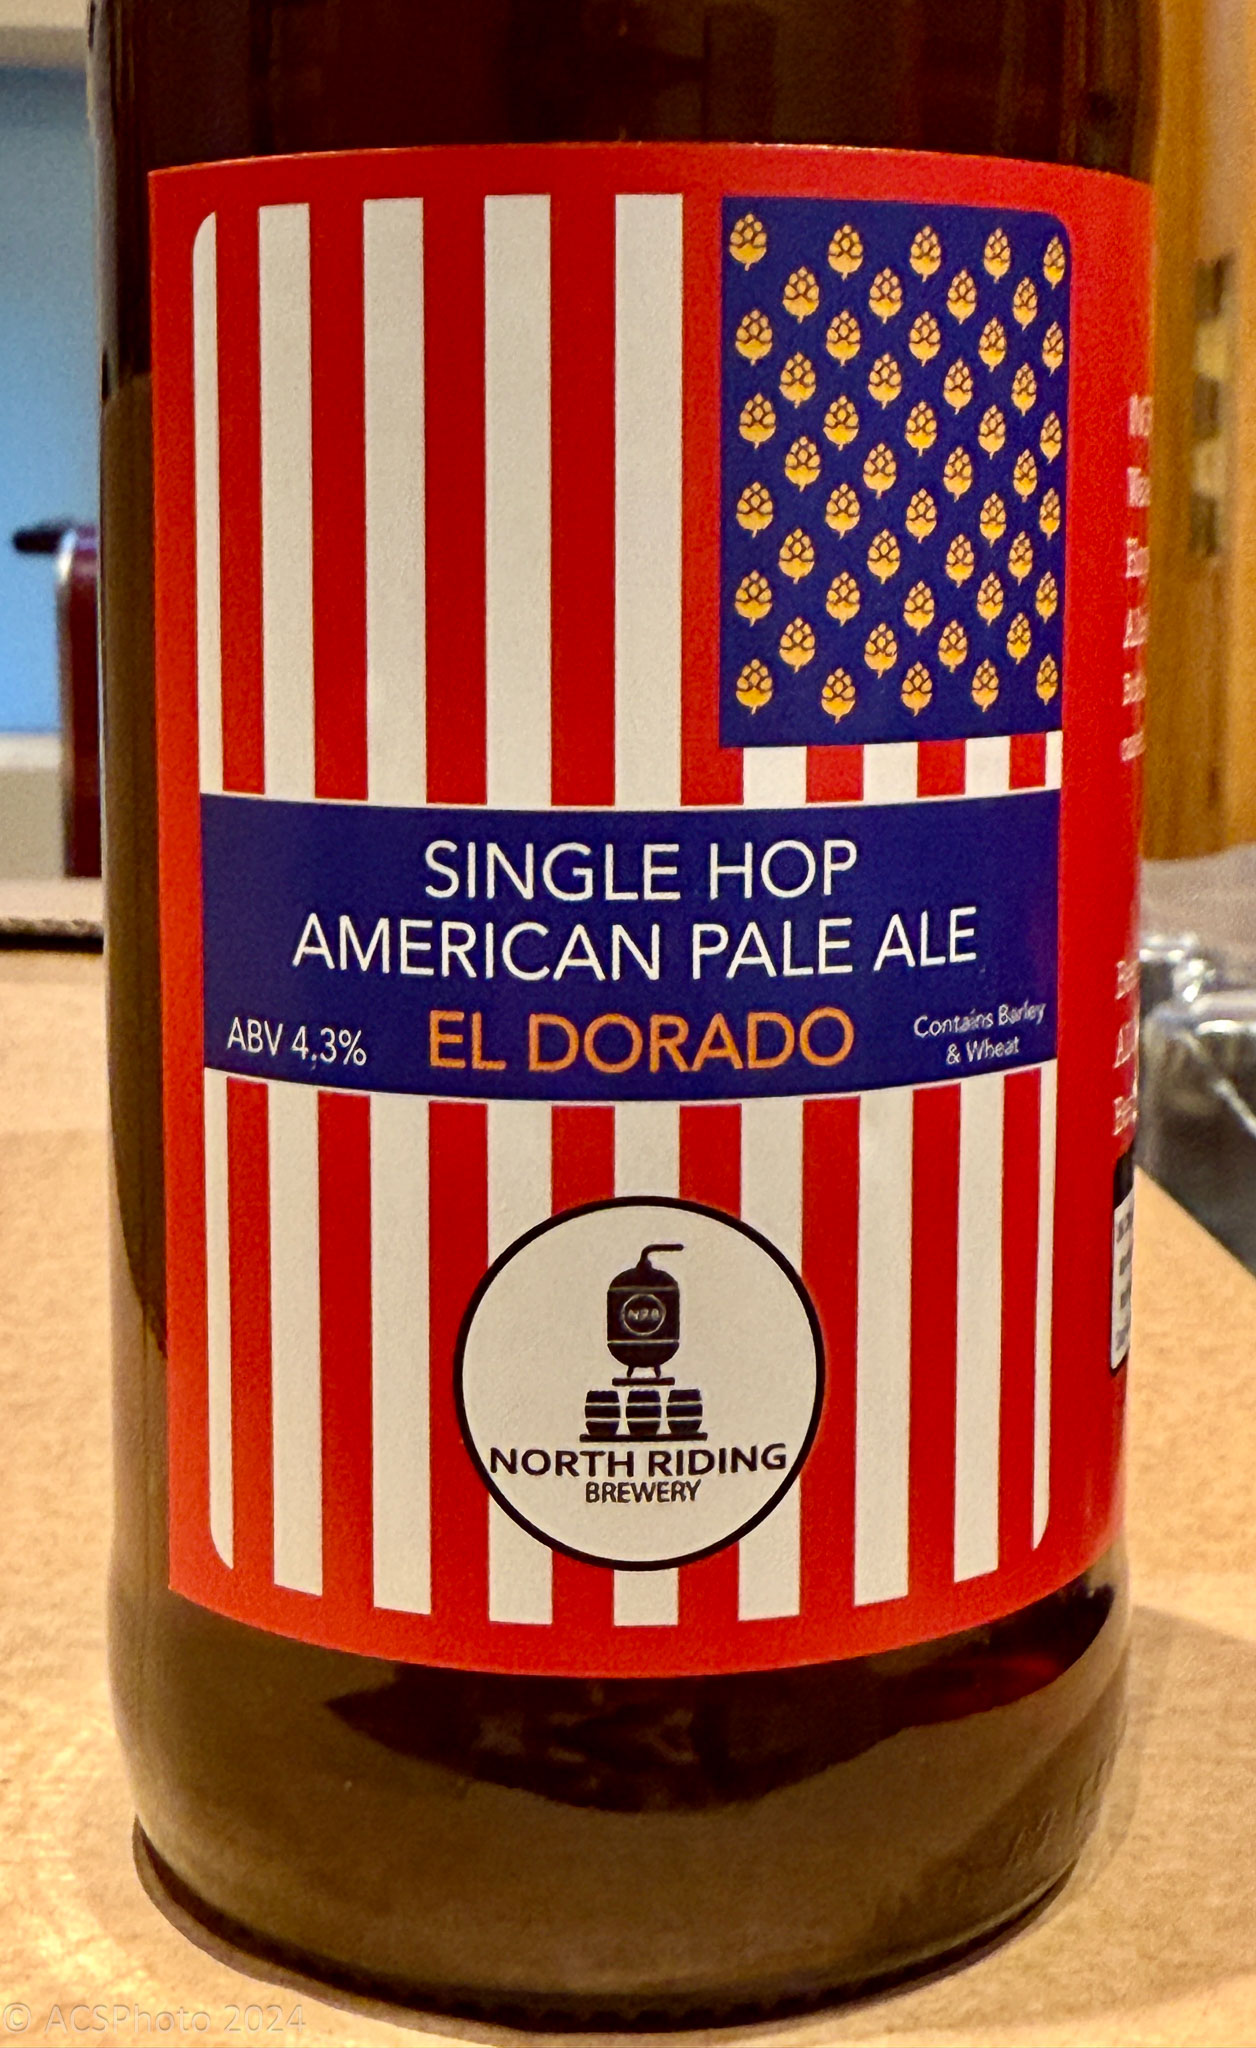 SINGLE HOP
AMERICAN PALE ALE
ABV 4,3%
EL DORADO
Contains Barley
& Wheat
NORTH RIDING
BREWERY
© ACSPhoto 2024